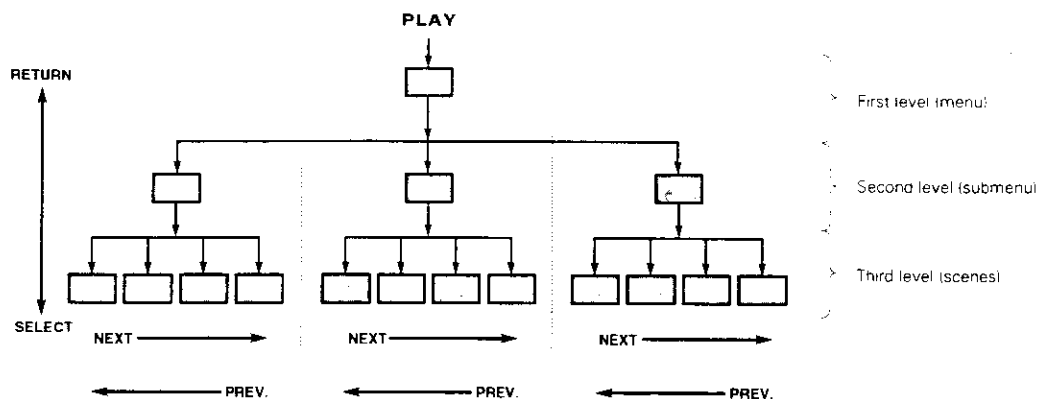 PLAY
RETURN
First level (menu)
Second level (submenu)
Third level (scenes)
SELECT
NEXT
NEXT
NEXT
PREV.
PREV.
PREV.